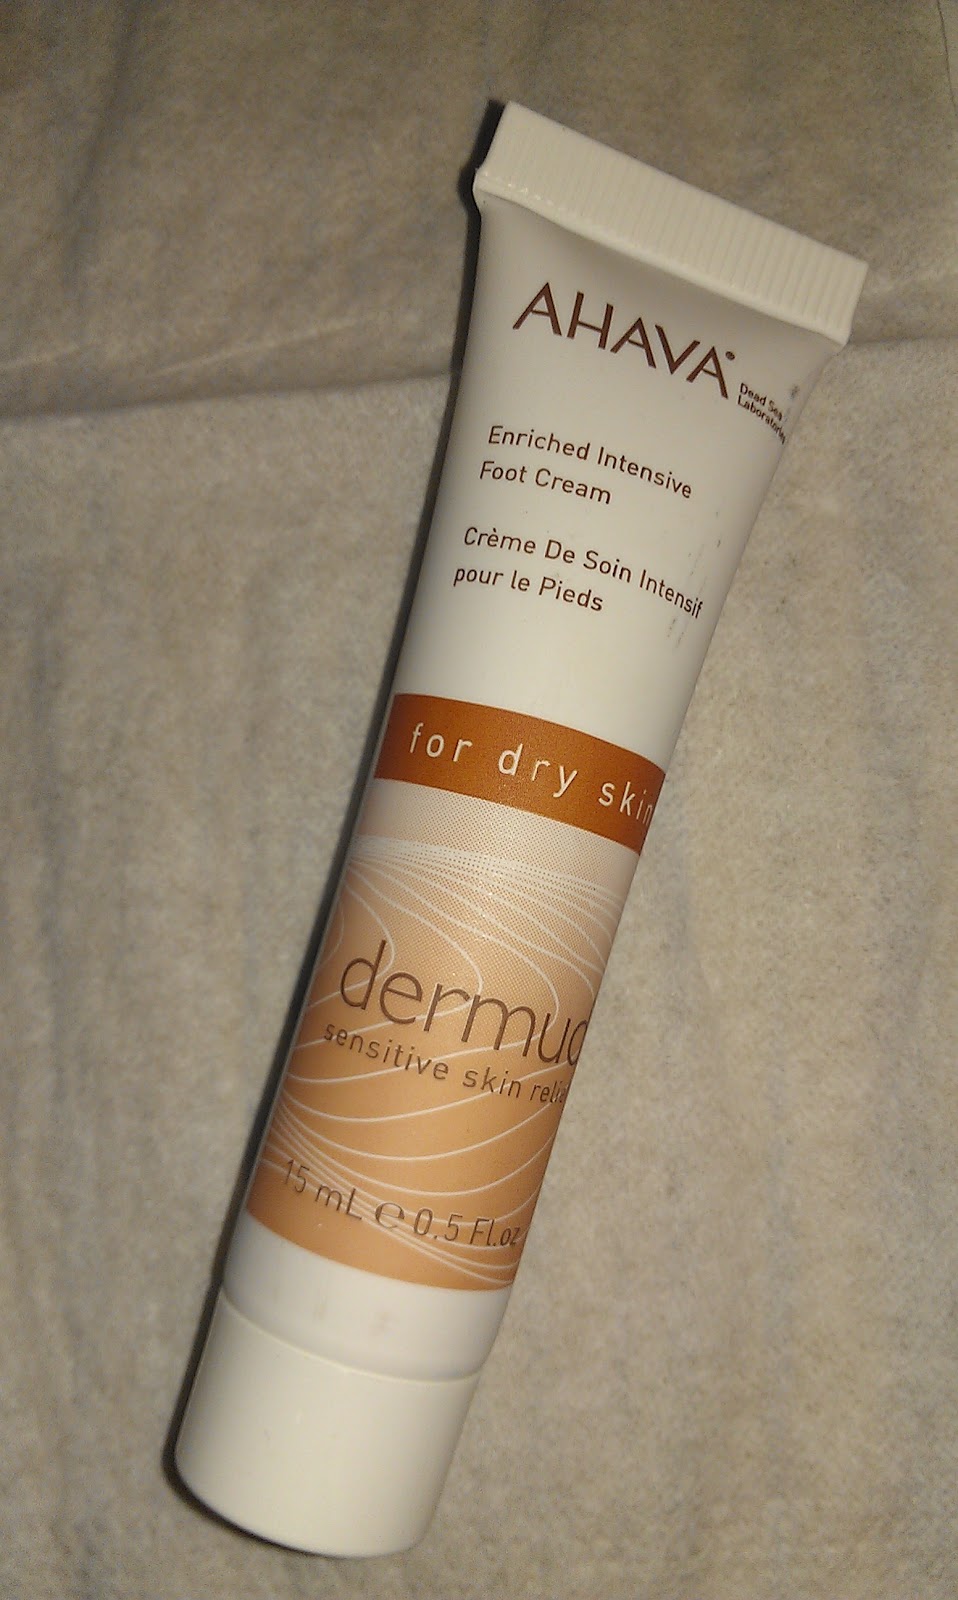 AHAVA®
Dead Sea
Laboratories
Enriched Intensive
Foot Cream
Crème De Soin Intensif
pour le Pieds
for dry skin
dermud
sensitive skin relief
15 mL ℮ 0.5 Fl.oz